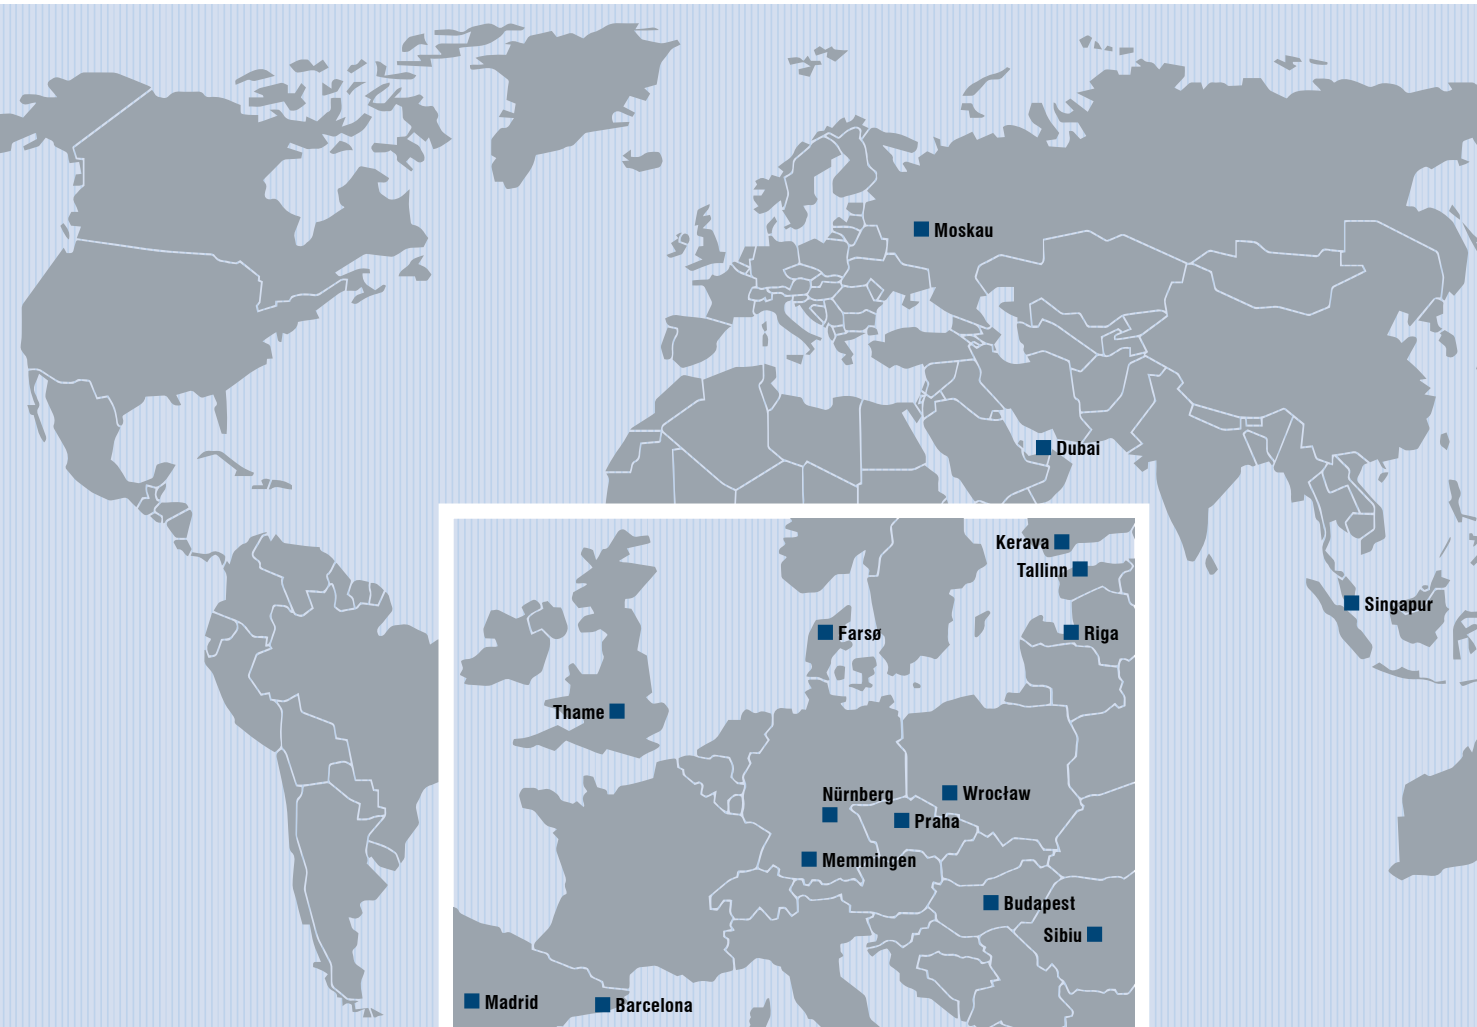 Moskau
Dubai
Kerava
Tallinn
Singapur
Farsø
Riga
Thame
Nürnberg
Wrocław
Praha
Memmingen
Budapest
Sibiu
Madrid
Barcelona